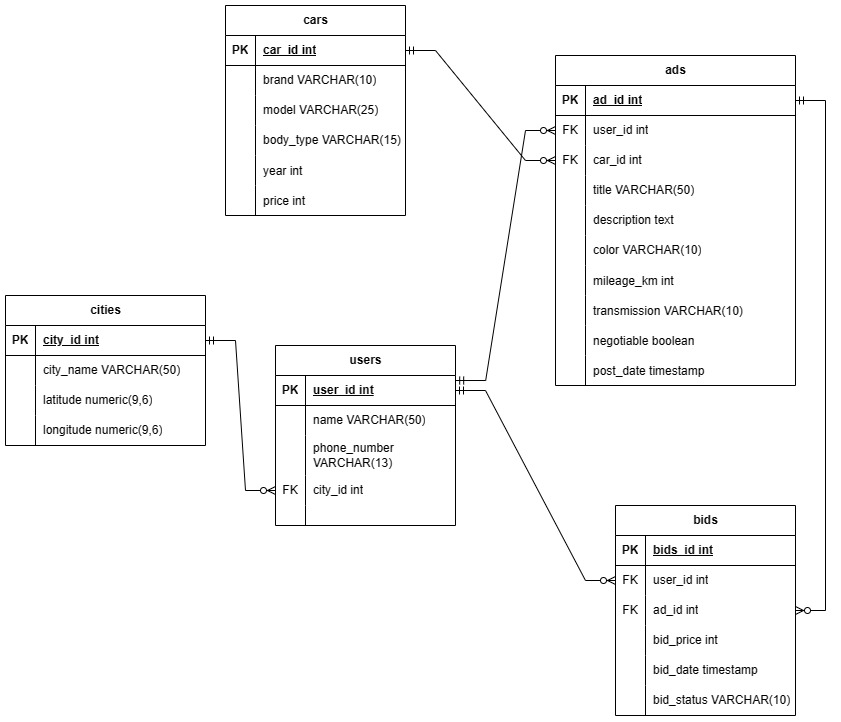 cars
PK car_id int
brand VARCHAR(10)
model VARCHAR(25)
body_type VARCHAR(15)
year int
price int
ads
PK ad_id int
FK user_id int
FK car_id int
title VARCHAR(50)
description text
color VARCHAR(10)
mileage_km int
transmission VARCHAR(10)
negotiable boolean
post_date timestamp
cities
PK city_id int
city_name VARCHAR(50)
latitude numeric(9,6)
longitude numeric(9,6)
users
PK user_id int
name VARCHAR(50)
phone_number
VARCHAR(13)
FK city_id int
bids
PK bids_id int
FK user_id int
FK ad_id int
bid_price int
bid_date timestamp
bid_status VARCHAR(10)